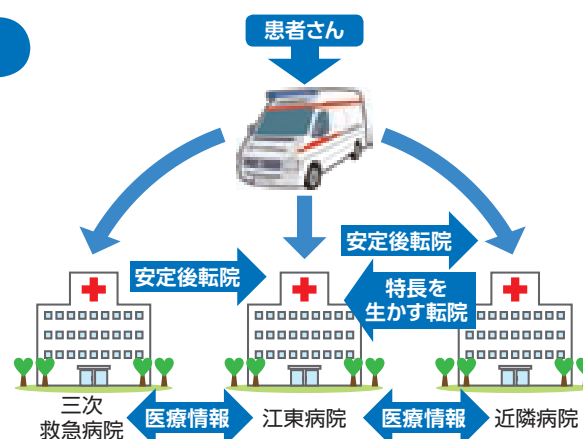 患者さん
安定後転院
安定後転院
特長を
生かす転院
三次
救急病院
医療情報
江東病院
医療情報
近隣病院